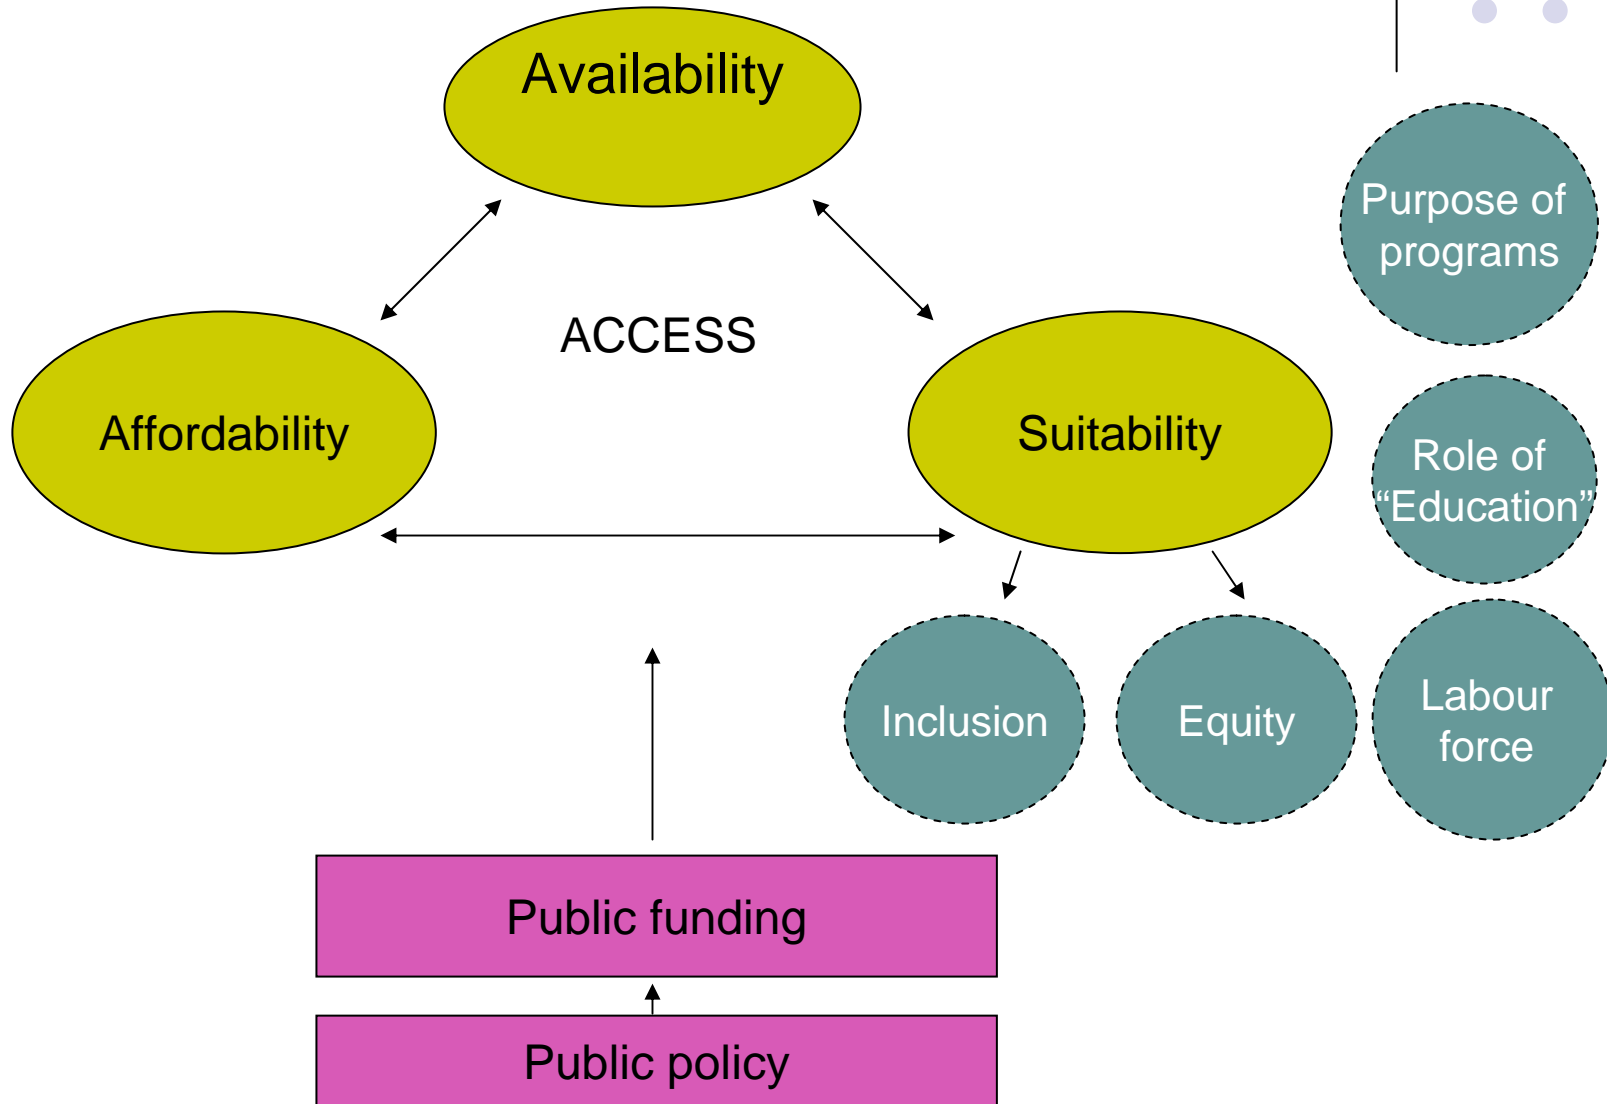 Availability
Purpose of
programs
ACCESS
Affordability
Suitability
Role of
“Education”
Inclusion
Equity
Labour
force
Public funding
Public policy